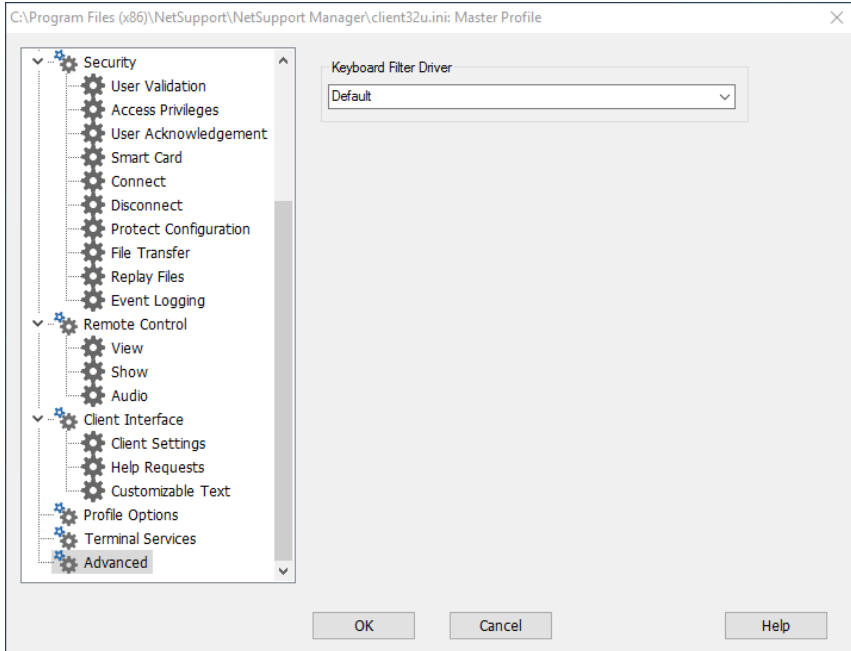 C:\Program Files (x86)\NetSupport\NetSupport Manager\client32u.ini: Master Profile
Security
User Validation
Access Privileges
User Acknowledgement
Smart Card
Connect
Disconnect
Protect Configuration
File Transfer
Replay Files
Event Logging
Remote Control
View
Show
Audio
Client Interface
Client Settings
Help Requests
Customizable Text
Profile Options
Terminal Services
Advanced
Keyboard Filter Driver
Default
OK
Cancel
Help